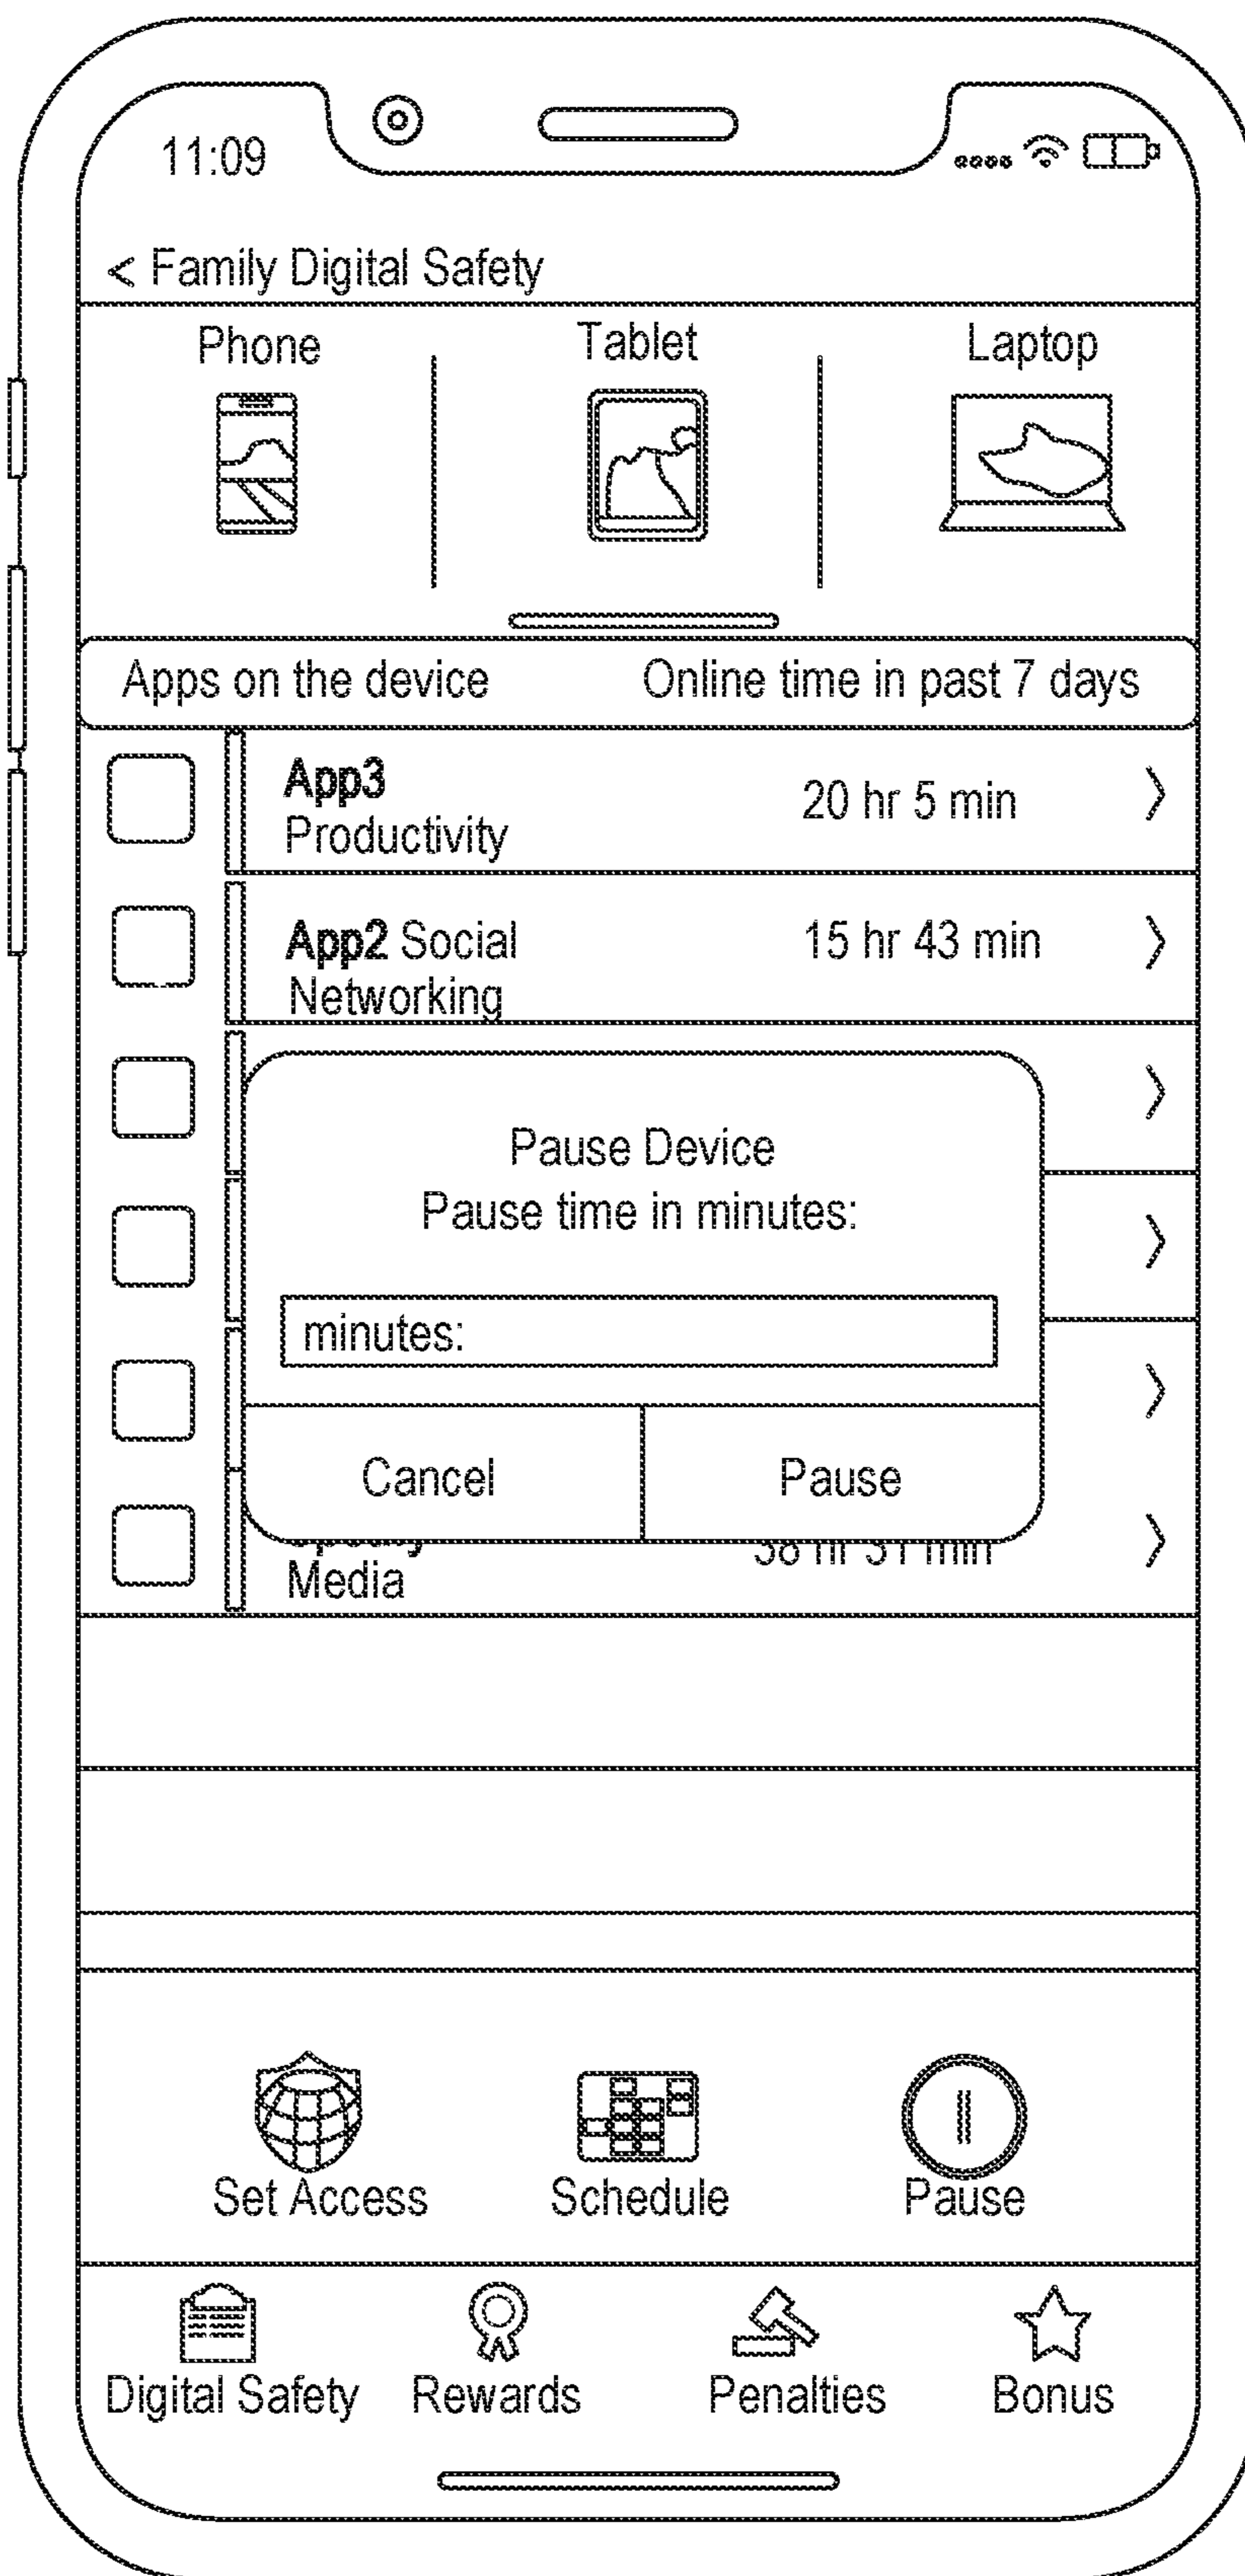 11:09
< Family Digital Safety
Phone Tablet Laptop
Apps on the device Online time in past 7 days
App3 20 hr 5 min
Productivity
App2 Social 15 hr 43 min
Networking
Pause Device
Pause time in minutes:
minutes:
Cancel Pause
Media
Set Access Schedule Pause
Digital Safety Rewards Penalties Bonus